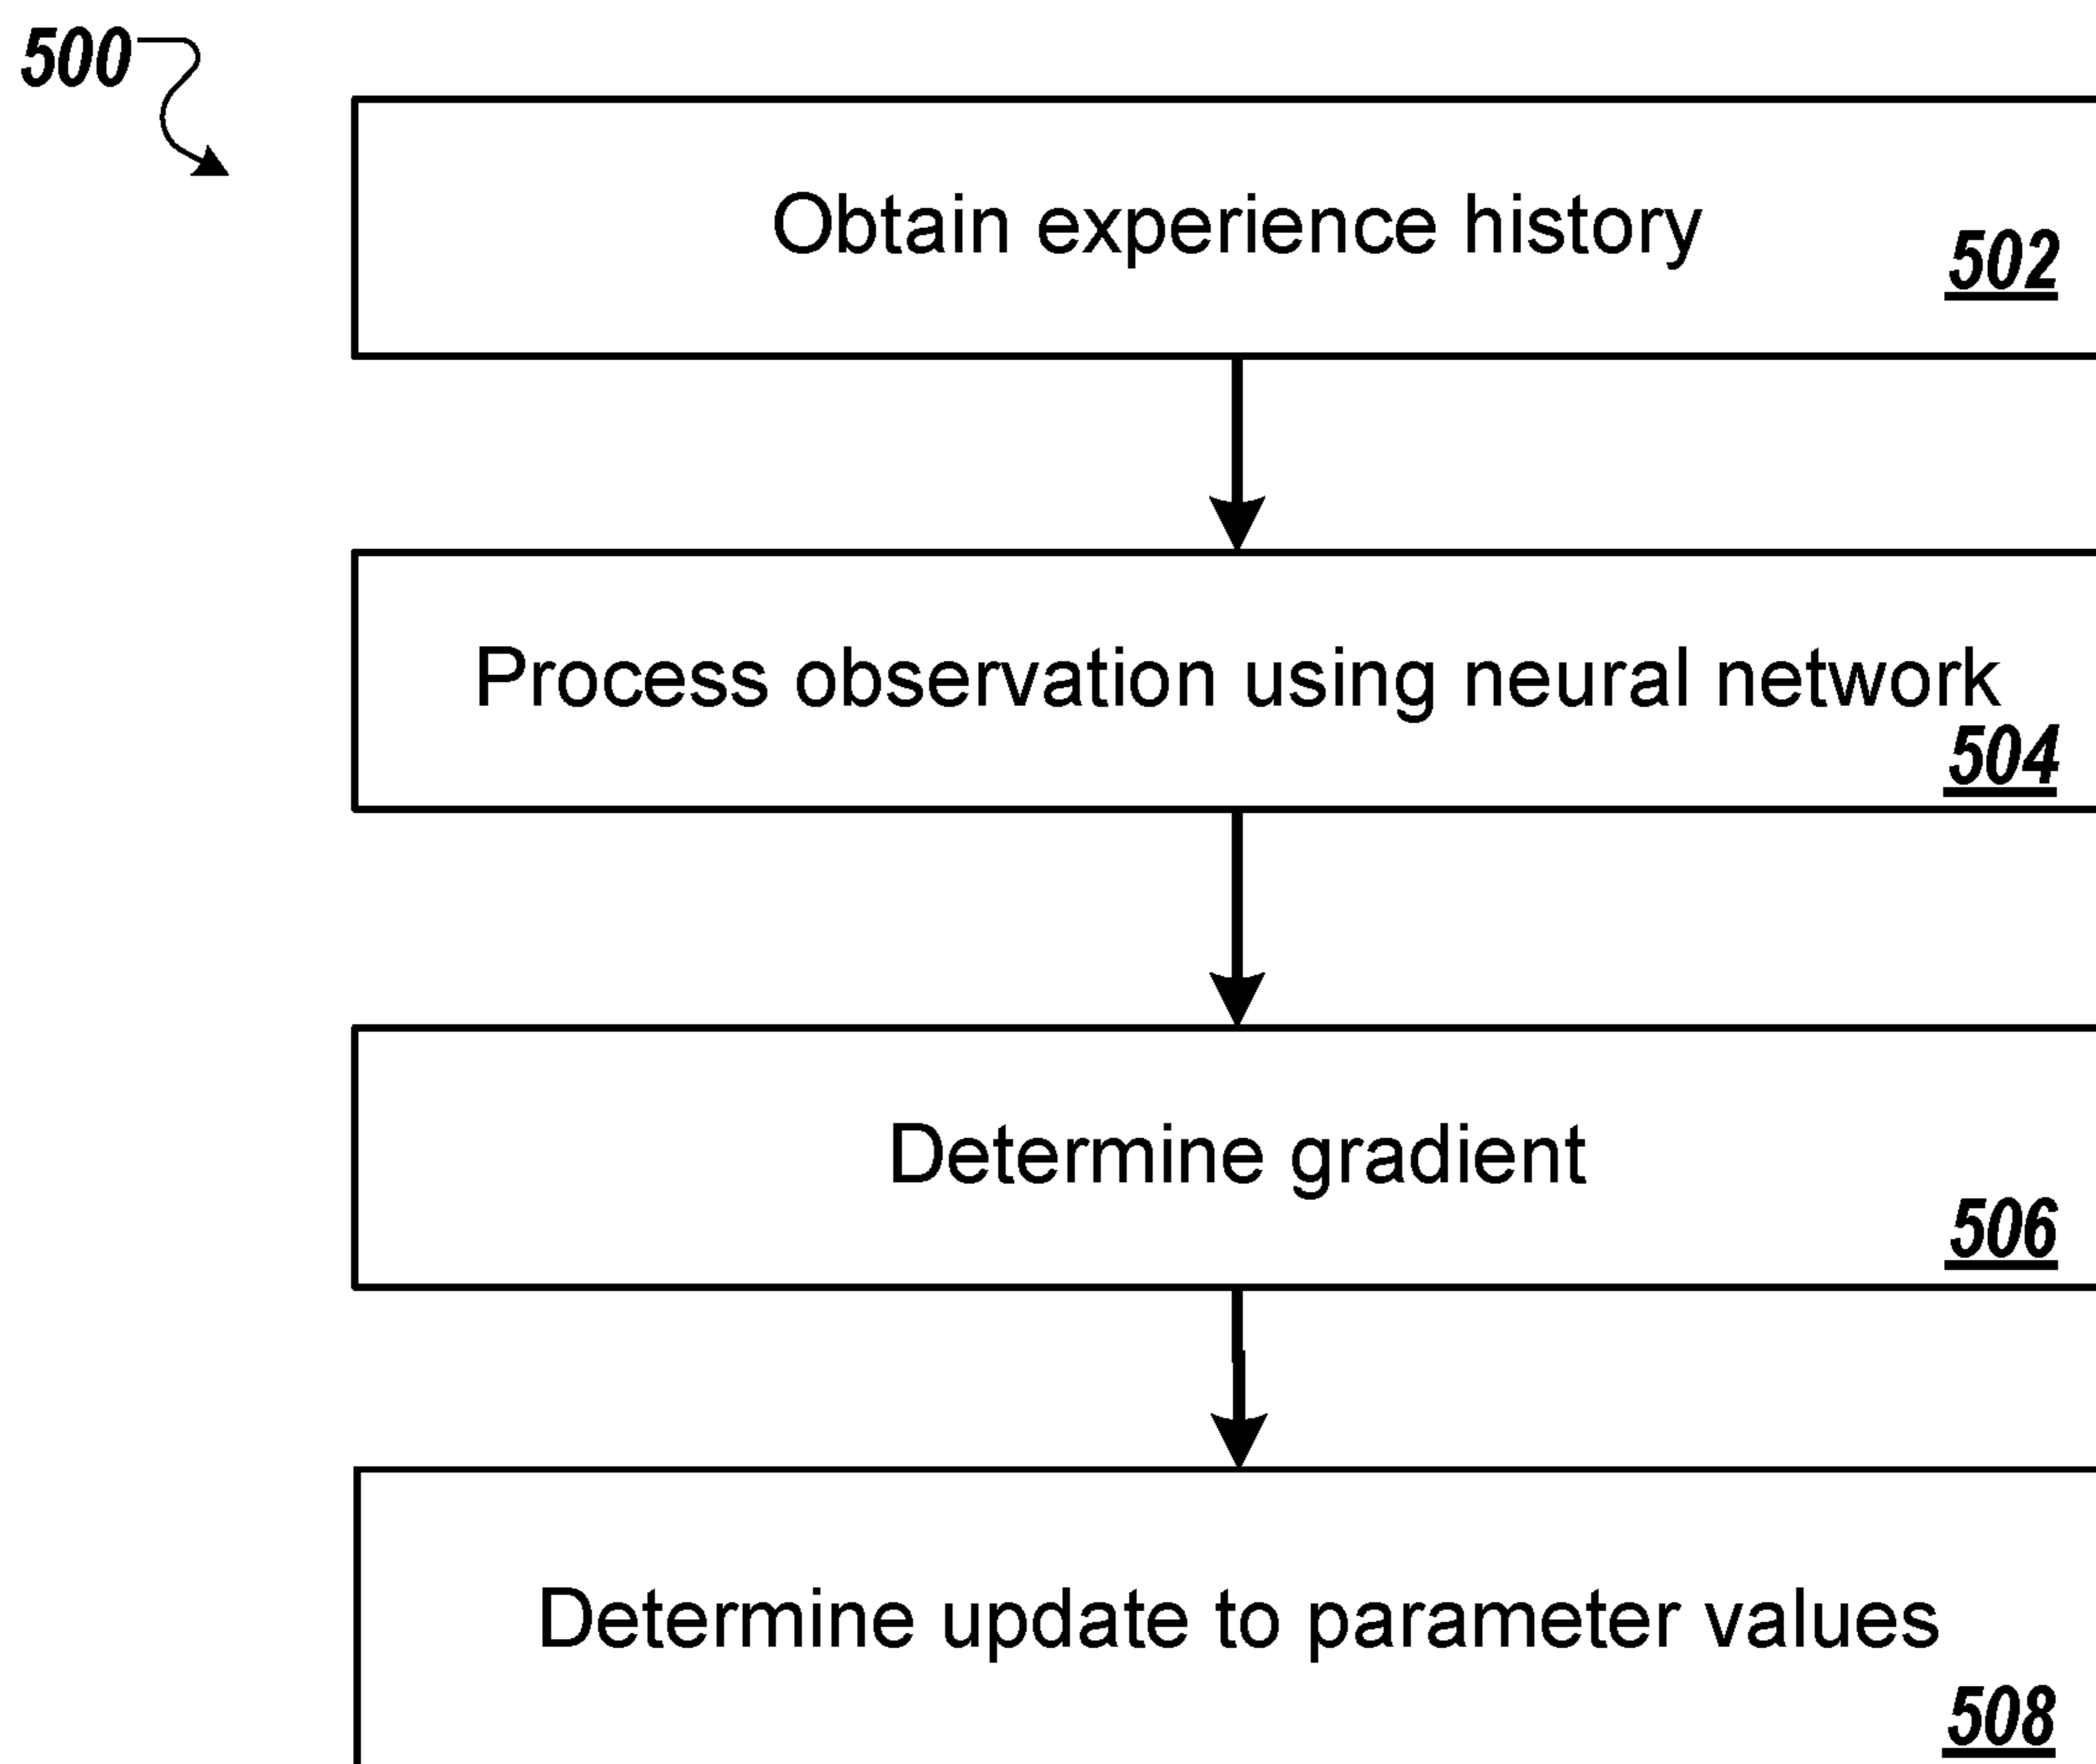 500
Obtain experience history
502
Process observation using neural network
504
Determine gradient
506
Determine update to parameter values
508